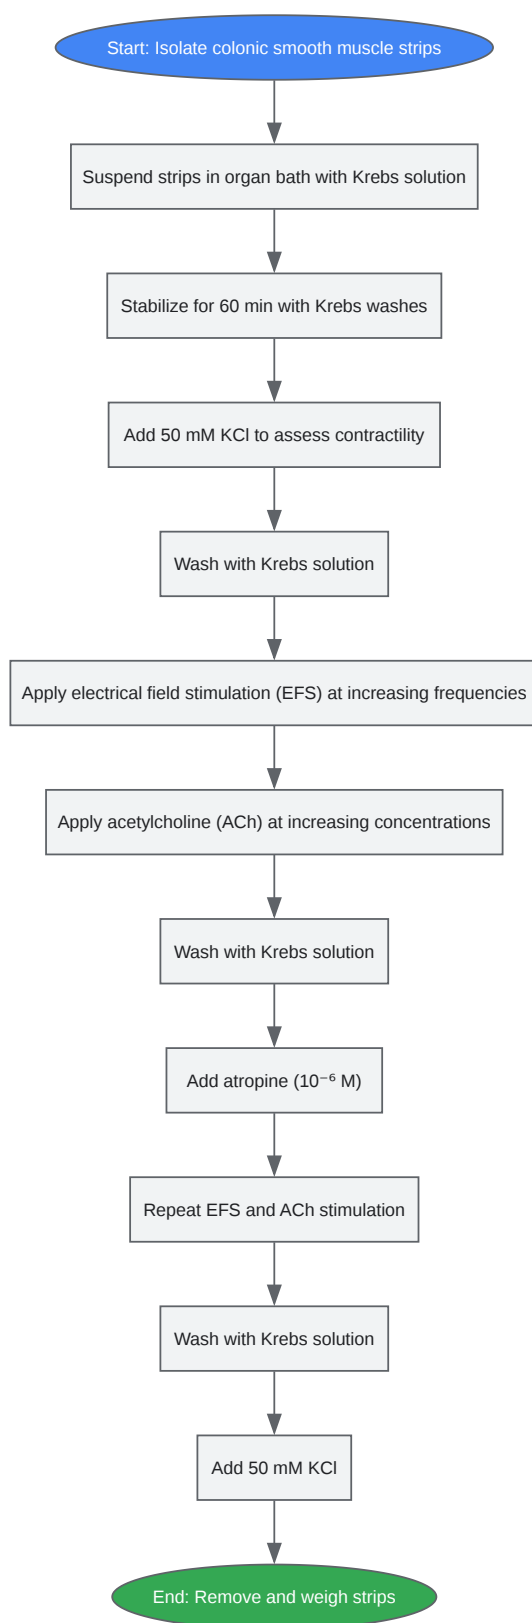 Start: Isolate colonic smooth muscle strips
Suspend strips in organ bath with Krebs solution
Stabilize for 60 min with Krebs washes
Add 50 mM KCl to assess contractility
Wash with Krebs solution
Apply electrical field stimulation (EFS) at increasing frequencies
Apply acetylcholine (ACh) at increasing concentrations
Wash with Krebs solution
Add atropine (10⁻⁶ M)
Repeat EFS and ACh stimulation
Wash with Krebs solution
Add 50 mM KCl
End: Remove and weigh strips